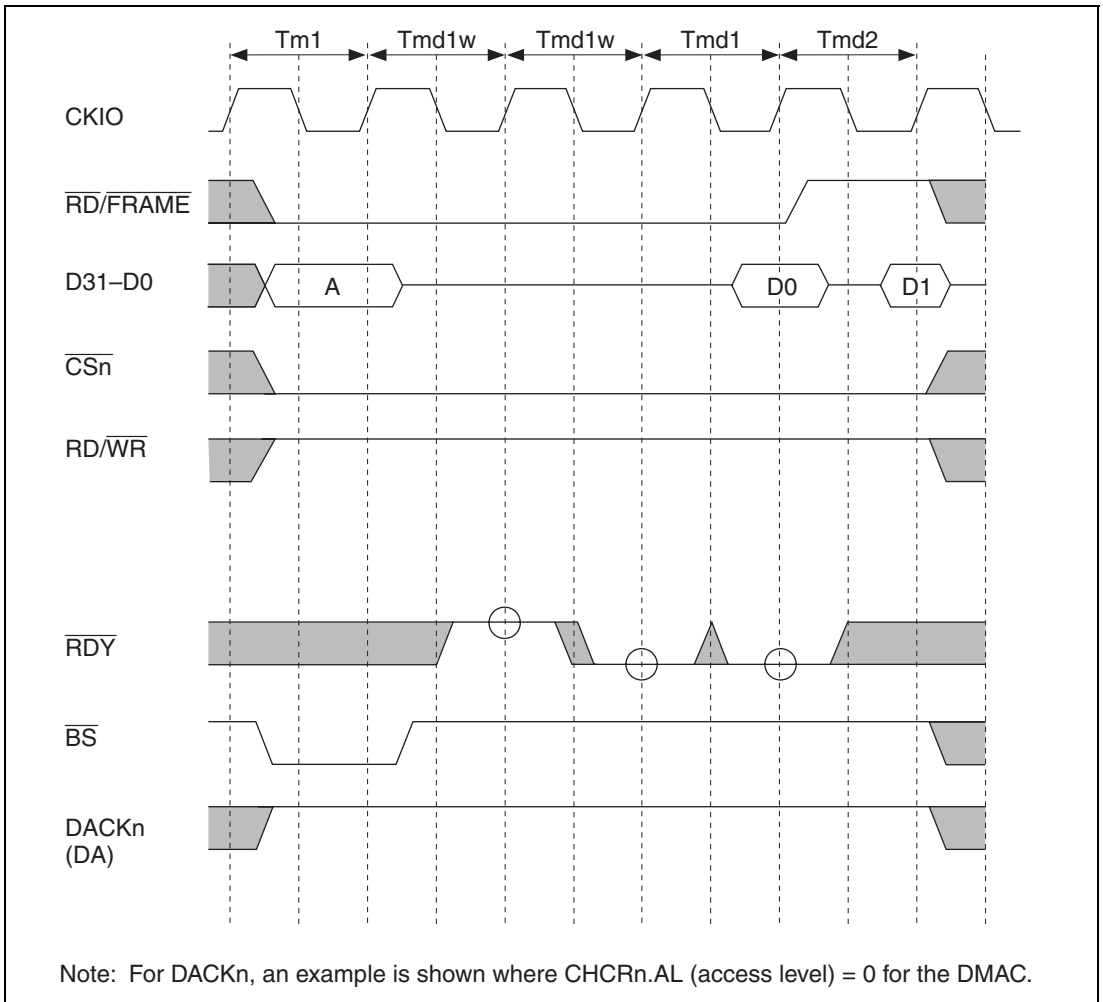 Tm1 Tmd1w Tmd1w Tmd1 Tmd2
CKIO
RD/FRAME
D31–D0 A D0 D1
CSn
RD/WR
RDY
BS
DACKn
(DA)
Note: For DACKn, an example is shown where CHCRn.AL (access level) = 0 for the DMAC.